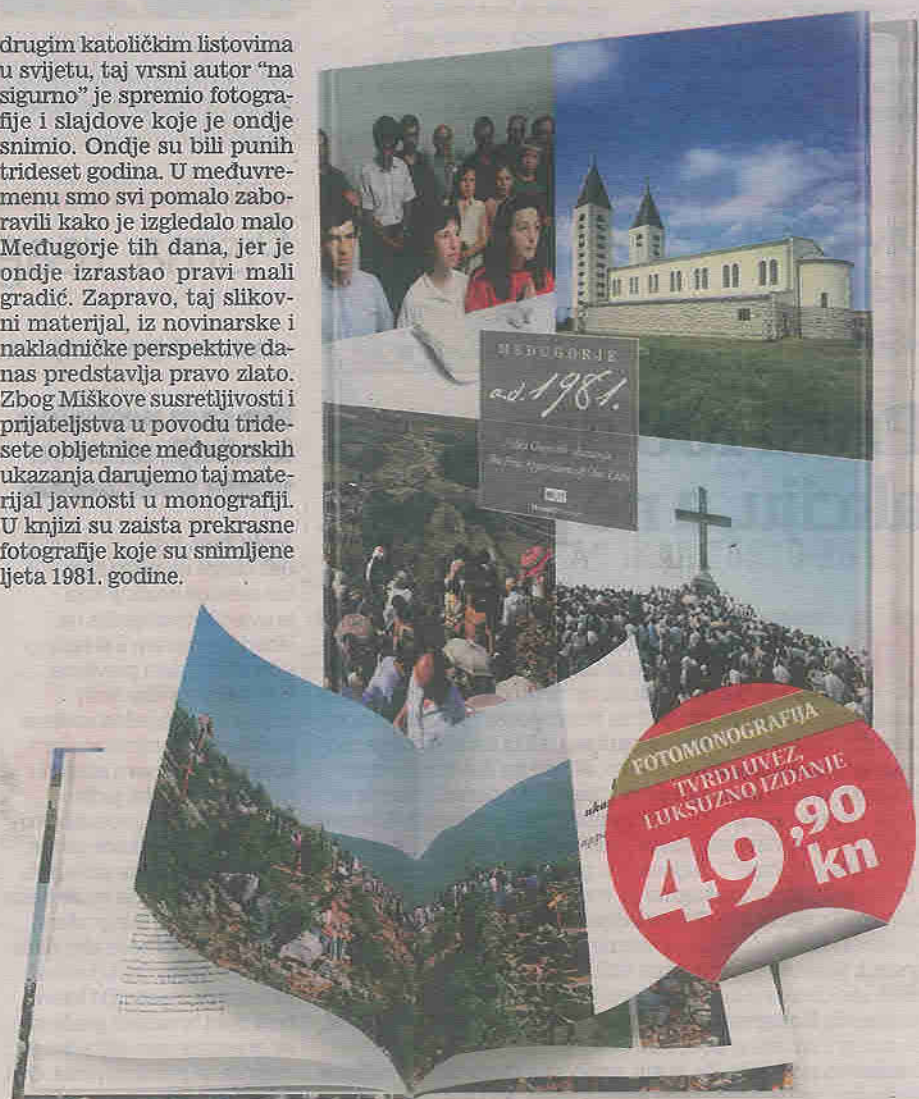 drugim katoličkim listovima
u svijetu, taj vrsni autor “na
sigurno” je spremio fotogra-
fije i slajdove koje je ondje
snimio. Ondje su bili punih
trideset godina. U međuvre-
menu smo svi pomalo zabo-
ravili kako je izgledalo malo
Međugorje tih dana, jer je
ondje izrastao pravi mali
gradić. Zapravo, taj slikov-
ni materijal, iz novinarske i
nakladničke perspektive da-
nas predstavlja pravo zlato.
Zbog Miškove susretljivosti i
prijateljstva u povodu tride-
sete obljetnice međugorskih
ukazanja darujemo taj mate-
rijal javnosti u monografiji.
U knjizi su zaista prekrasne
fotografije koje su snimljene
ljeta 1981. godine.
MEĐUGORJE
a.d. 1981.
FOTOMONOGRAFIJA
TVRDI UVEZ,
LUKSUZNO IZDANJE
49,90
kn